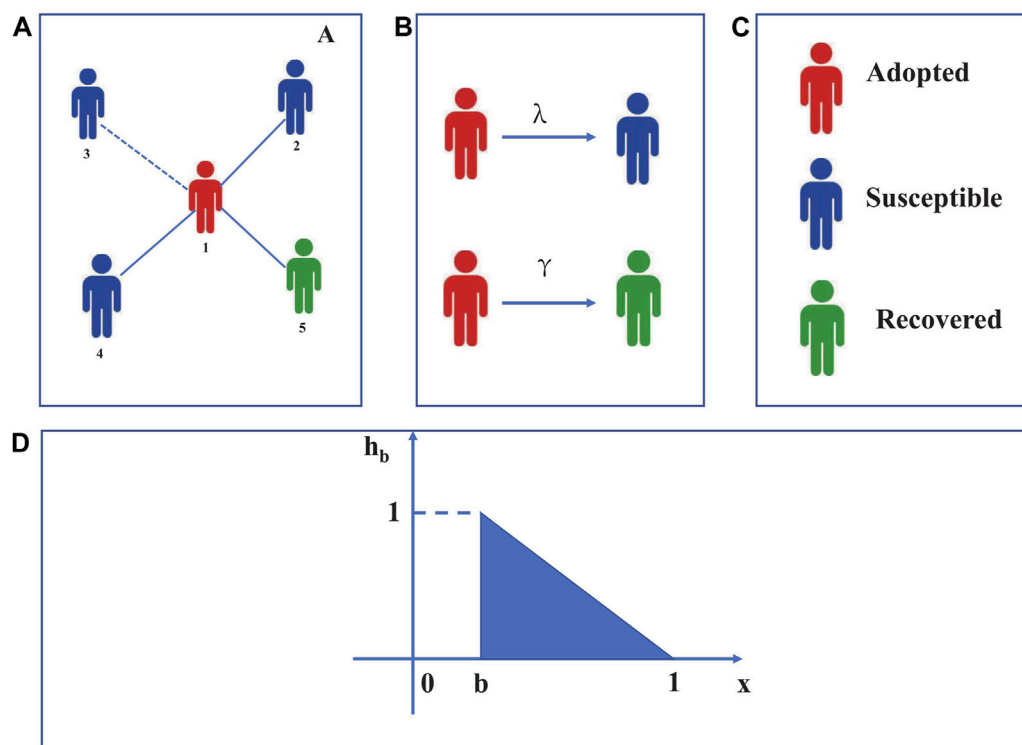 A
A
3
2
1
4
5
B
λ
γ
C
Adopted
Susceptible
Recovered
D
h_b
1
0 b 1 x